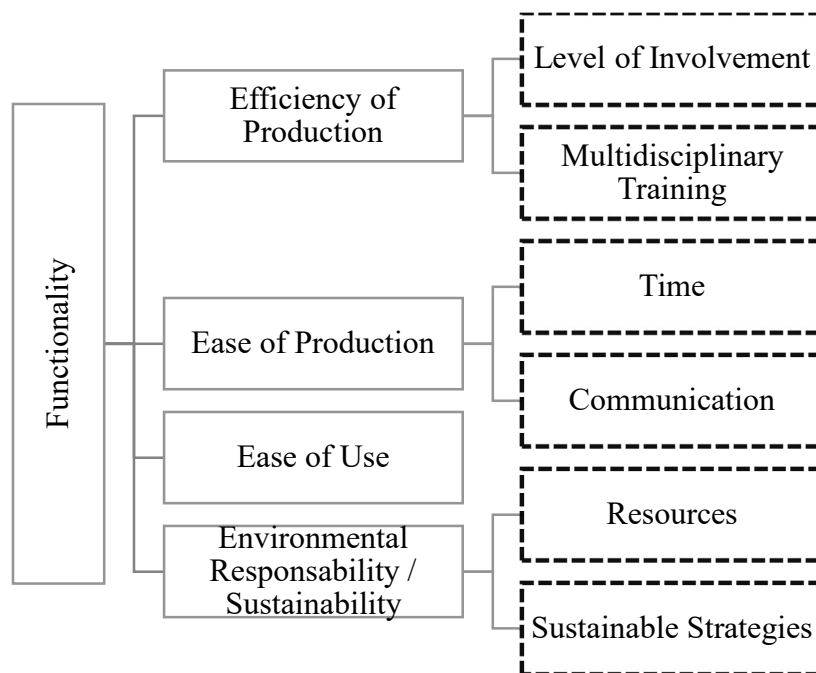 Functionality
Efficiency of
Production
Level of Involvement
Multidisciplinary
Training
Ease of Production
Time
Communication
Ease of Use
Environmental
Responsability /
Sustainability
Resources
Sustainable Strategies